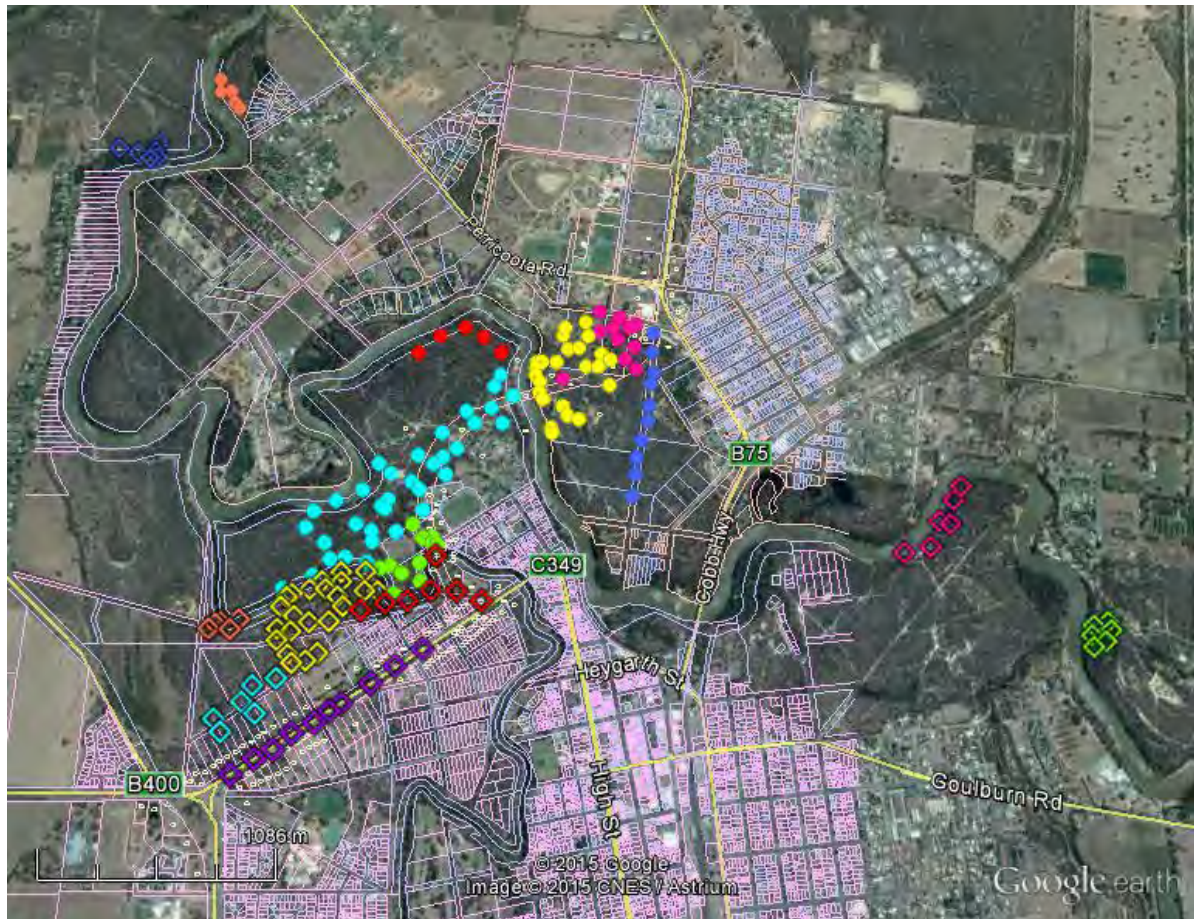 Perricoota Rd
B75
Cobb Hwy
C349
Heygarth St
B400
High St
Goulburn Rd
1086 m
© 2015 Google
Image © 2015 CNES / Astrium
Google earth